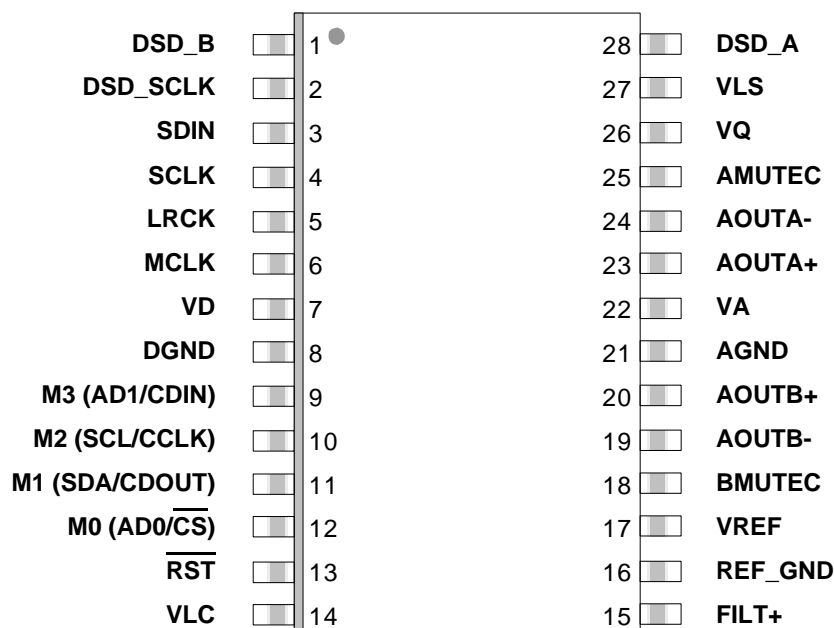 DSD_B 1 28 DSD_A
DSD_SCLK 2 27 VLS
SDIN 3 26 VQ
SCLK 4 25 AMUTEC
LRCK 5 24 AOUTA-
MCLK 6 23 AOUTA+
VD 7 22 VA
DGND 8 21 AGND
M3 (AD1/CDIN) 9 20 AOUTB+
M2 (SCL/CCLK) 10 19 AOUTB-
M1 (SDA/CDOUT) 11 18 BMUTEC
M0 (AD0/C̅S̅) 12 17 VREF
R̅S̅T̅ 13 16 REF_GND
VLC 14 15 FILT+